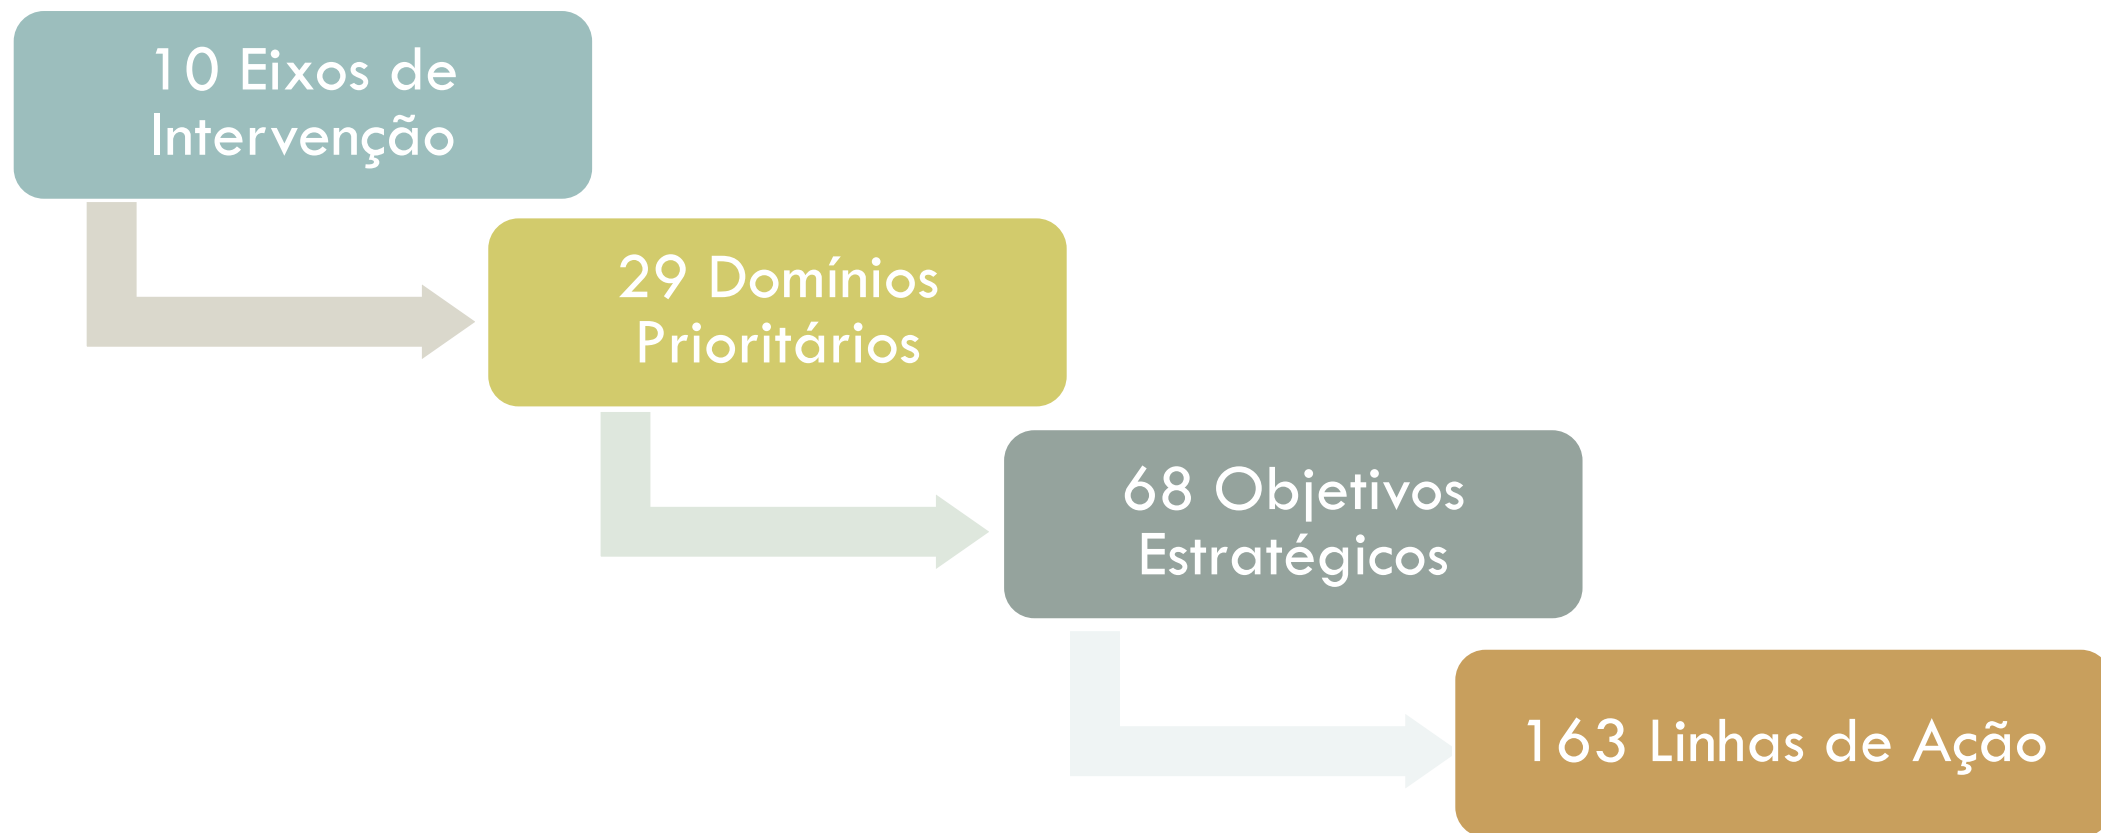 10 Eixos de
Intervenção
29 Domínios
Prioritários
68 Objetivos
Estratégicos
163 Linhas de Ação